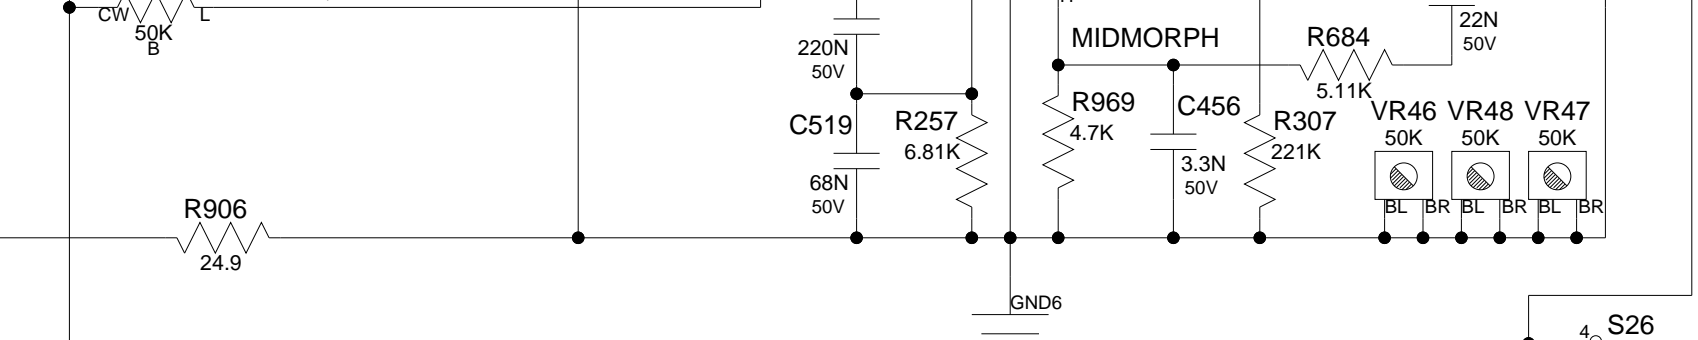 CW
L
50K
B
220N
50V
C519
68N
50V
R257
6.81K
MIDMORPH
R969
4.7K
C456
3.3N
50V
R307
221K
R684
5.11K
22N
50V
VR46
50K
BL BR
VR48
50K
BL BR
VR47
50K
BL BR
R906
24.9
GND6
4
S26